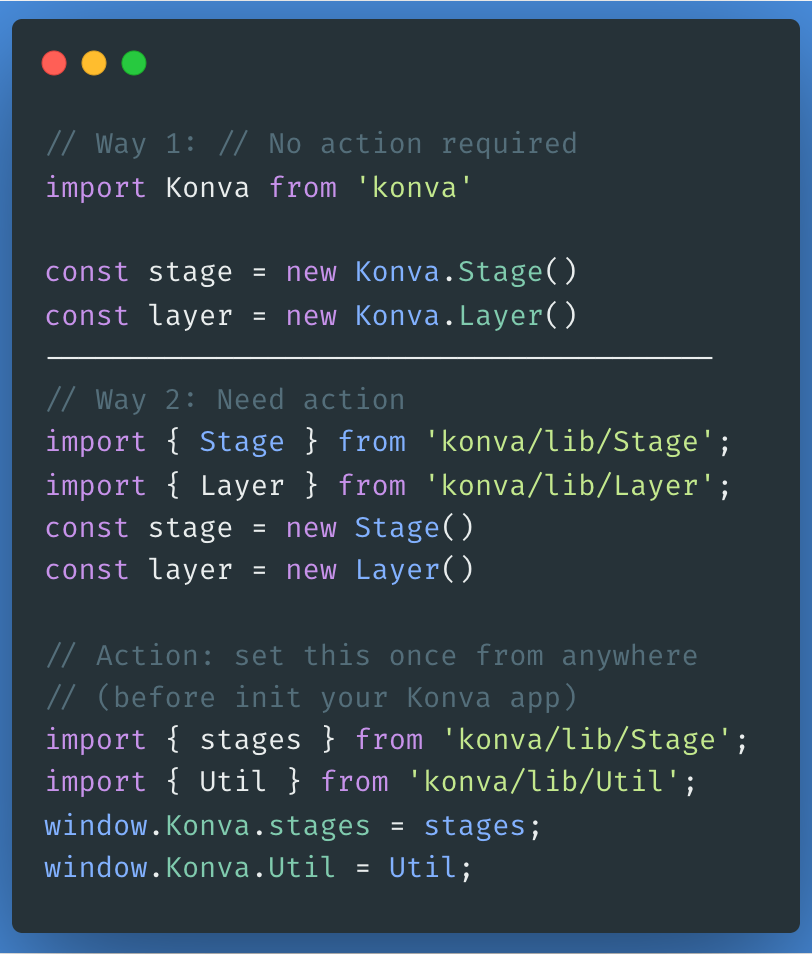 // Way 1: // No action required
import Konva from 'konva'
const stage = new Konva.Stage()
const layer = new Konva.Layer()
// Way 2: Need action
import { Stage } from 'konva/lib/Stage';
import { Layer } from 'konva/lib/Layer';
const stage = new Stage()
const layer = new Layer()
// Action: set this once from anywhere
// (before init your Konva app)
import { stages } from 'konva/lib/Stage';
import { Util } from 'konva/lib/Util';
window.Konva.stages = stages;
window.Konva.Util = Util;